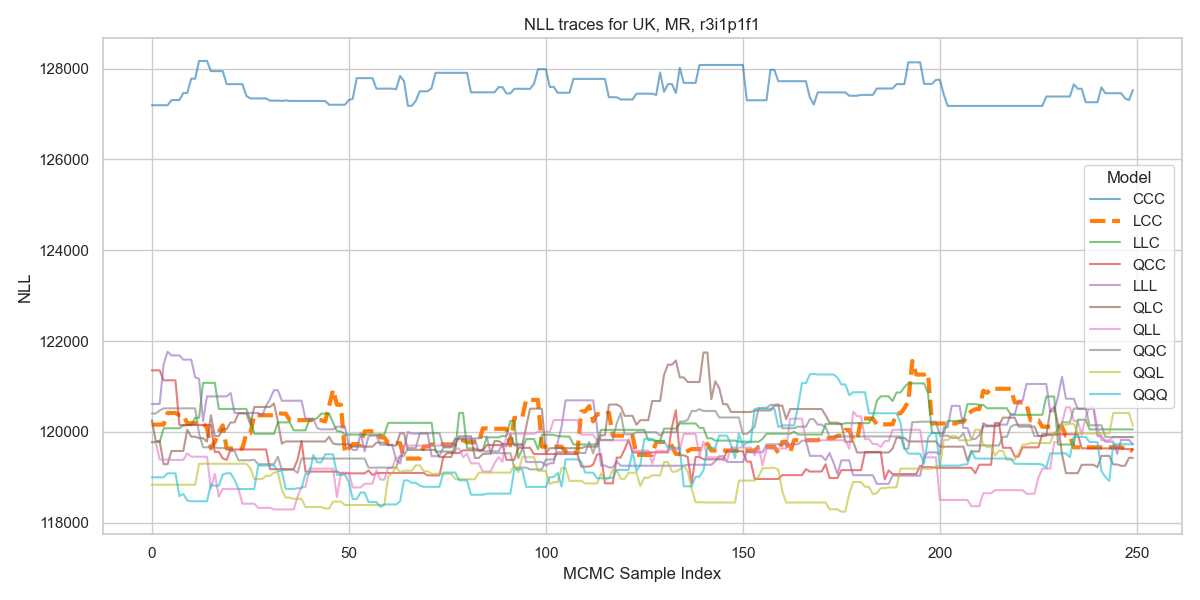 NLL traces for UK, MR, r3i1p1f1
128000
126000
124000
122000
120000
118000
NLL
0
50
100
150
200
250
MCMC Sample Index
Model
CCC
LCC
LLC
QCC
LLL
QLC
QLL
QQC
QQL
QQQ